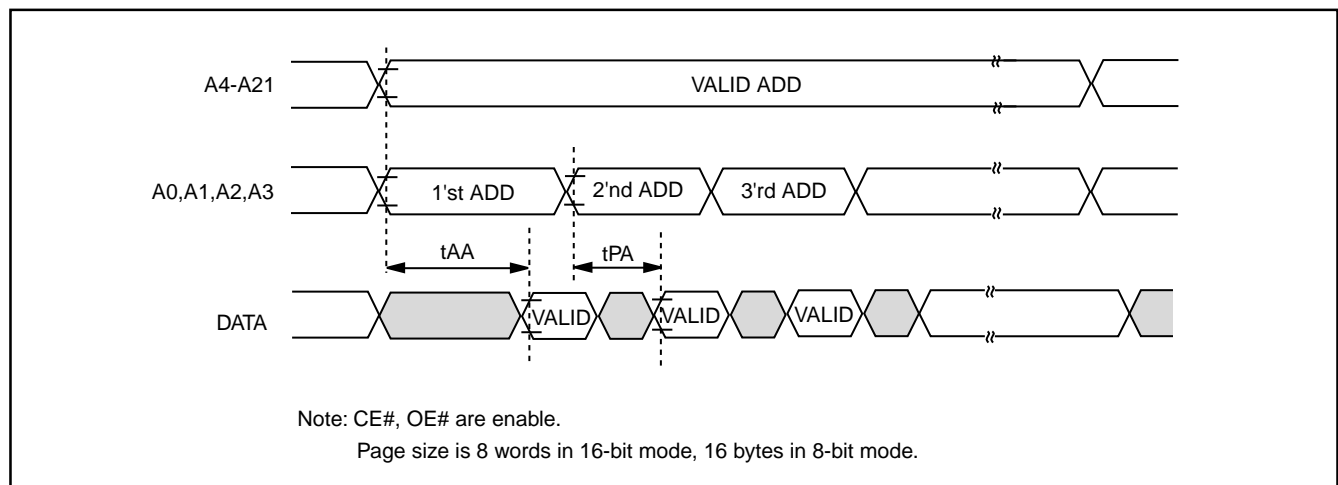 A4-A21
VALID ADD
A0,A1,A2,A3
1'st ADD
2'nd ADD
3'rd ADD
tAA
tPA
DATA
VALID
VALID
VALID
Note: CE#, OE# are enable.
Page size is 8 words in 16-bit mode, 16 bytes in 8-bit mode.